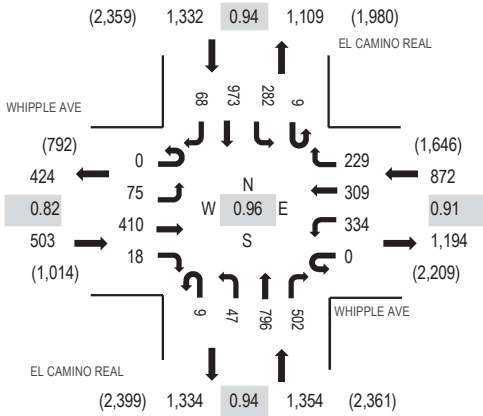 (2,359) 1,332 0.94 1,109 (1,980)
EL CAMINO REAL
68 973 282 9
WHIPPLE AVE
(792) (1,646)
424 0 229 872
75 N 309
0.82 W 0.96 E 0.91
503 410 S 334 1,194
18 0
(1,014) (2,209)
9 47 796 502
WHIPPLE AVE
EL CAMINO REAL
(2,399) 1,334 0.94 1,354 (2,361)